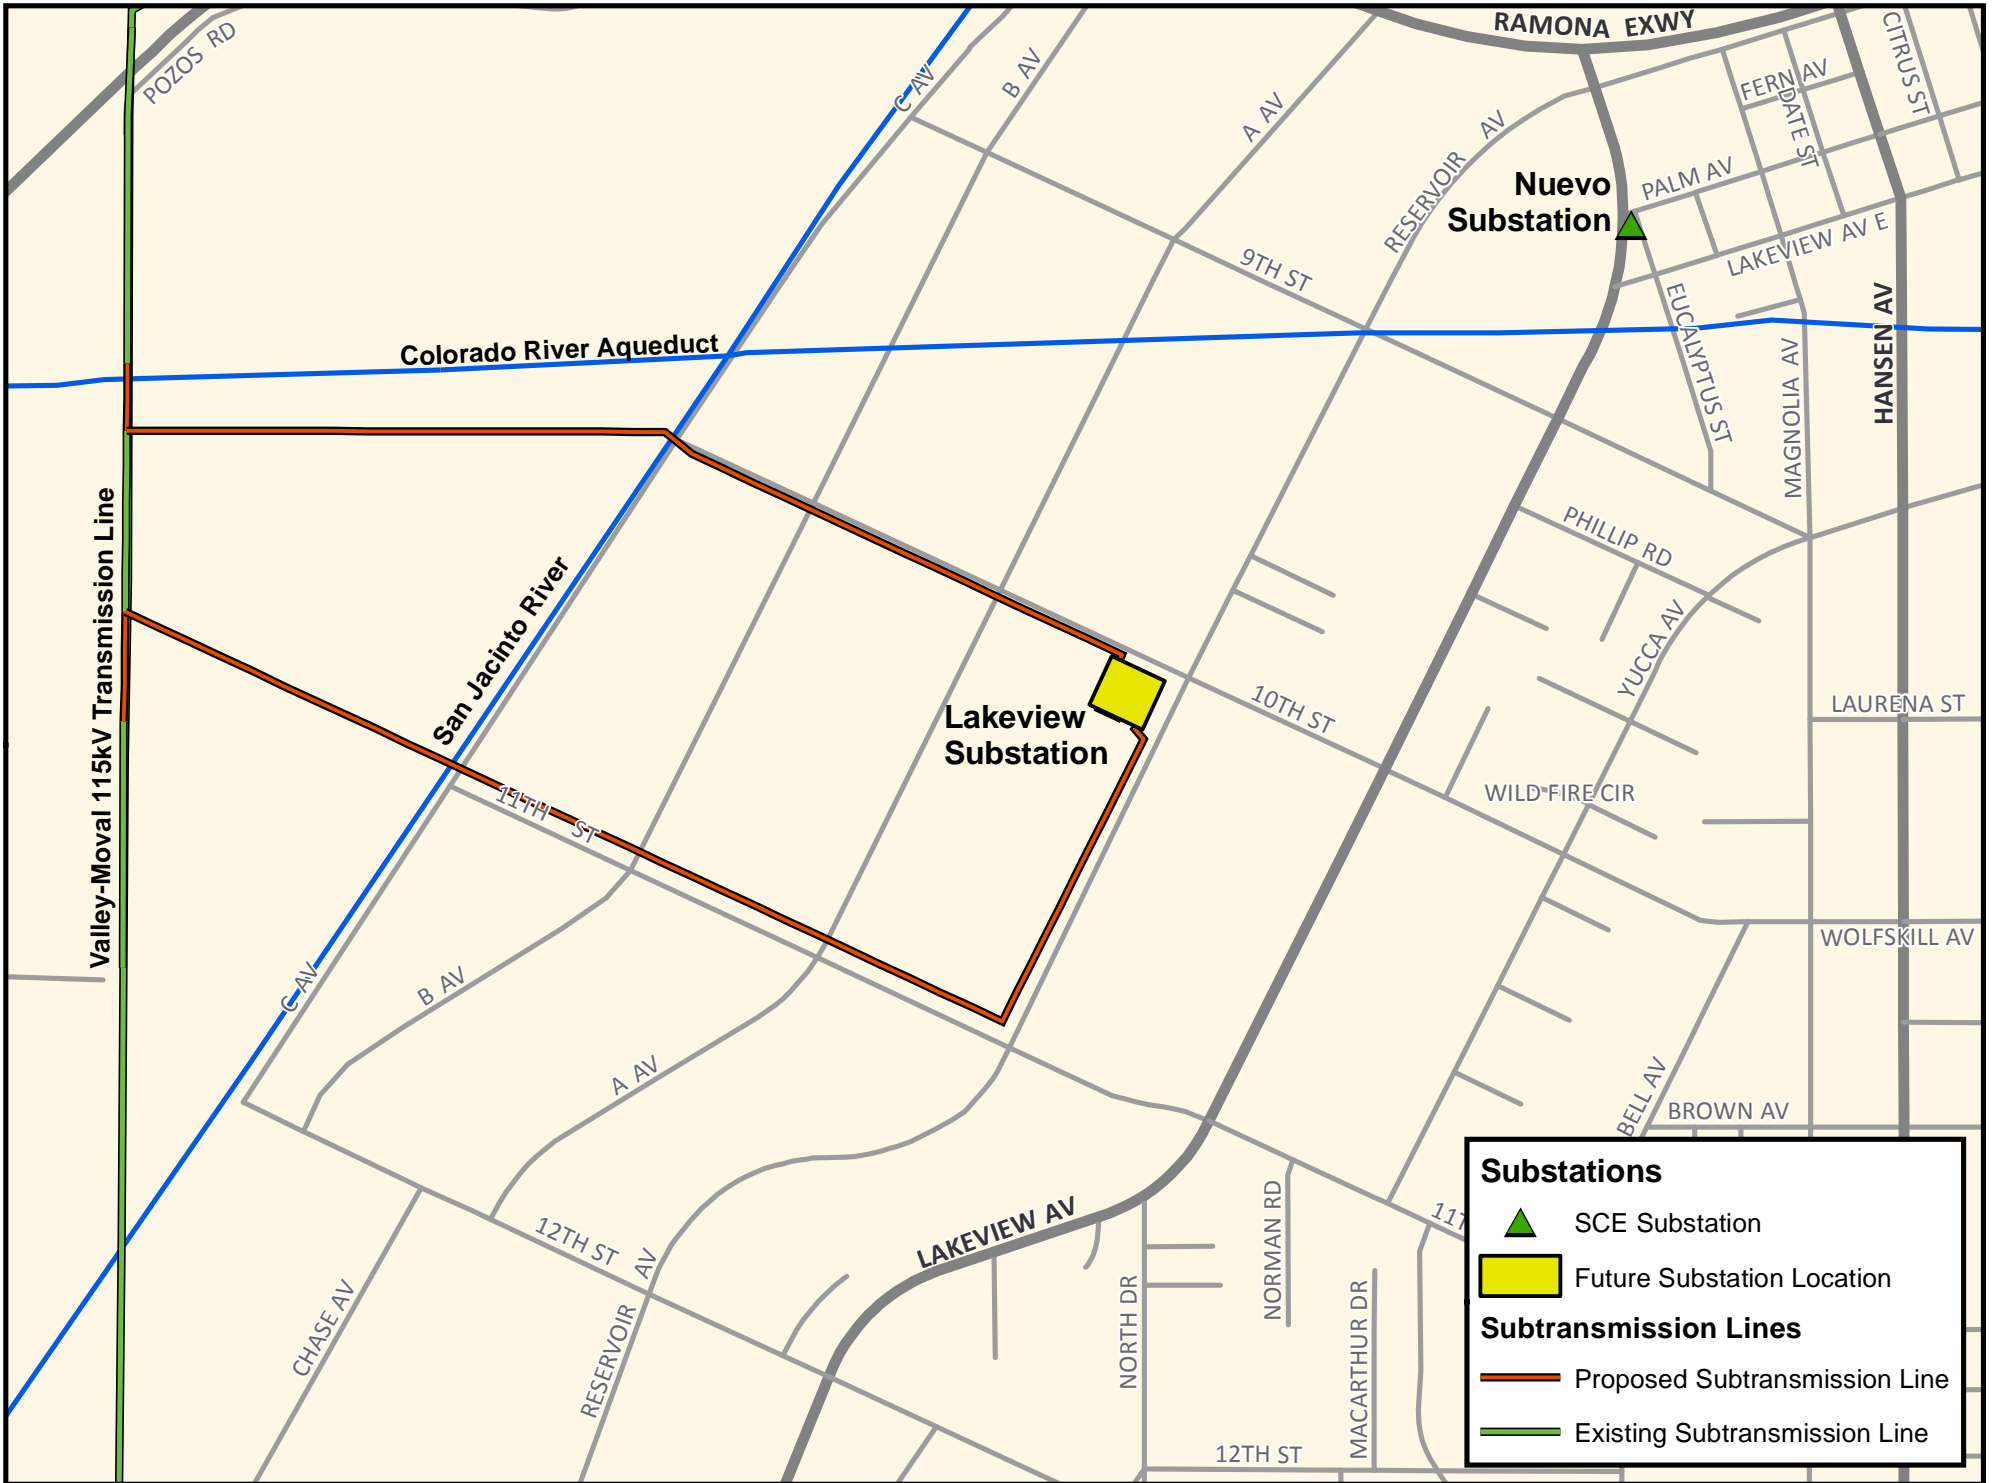 RAMONA EXWY
CITRUS ST
POZOS RD
C AV
B AV
A AV
FERN AV
DATE ST
RESERVOIR AV
PALM AV
Nuevo
Substation
LAKEVIEW AV E
9TH ST
EUCALYPTUS ST
HANSEN AV
MAGNOLIA AV
Colorado River Aqueduct
Valley-Moval 115kV Transmission Line
San Jacinto River
PHILLIP RD
YUCCA AV
10TH ST
LAURENA ST
Lakeview
Substation
WILD FIRE CIR
11TH ST
WOLFSKILL AV
C AV
B AV
A AV
BELL AV
BROWN AV
12TH ST
RESERVOIR AV
CHASE AV
LAKEVIEW AV
NORTH DR
NORMAN RD
MACARTHUR DR
11T
12TH ST
Substations
SCE Substation
Future Substation Location
Subtransmission Lines
Proposed Subtransmission Line
Existing Subtransmission Line